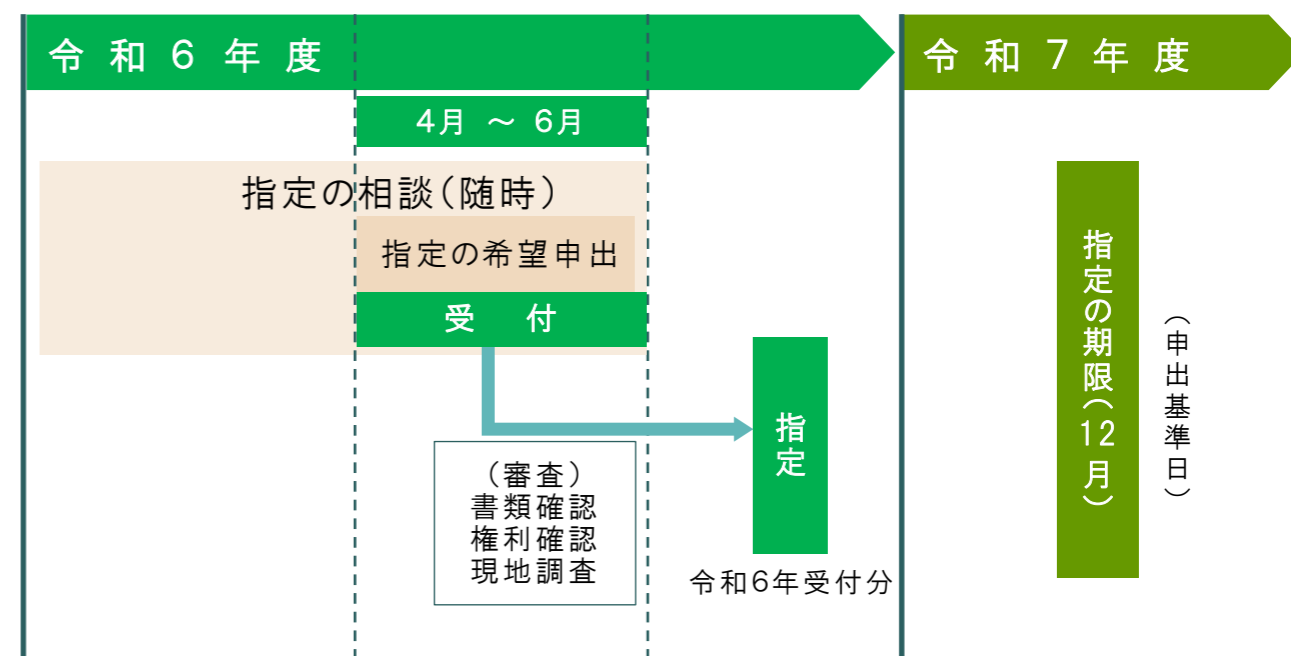 令和6年度
令和7年度
4月 ～ 6月
指定の相談（随時）
指定の希望申出
受 付
（審査）
書類確認
権利確認
現地調査
指定
令和6年受付分
指定の期限（12月）
（申出基準日）